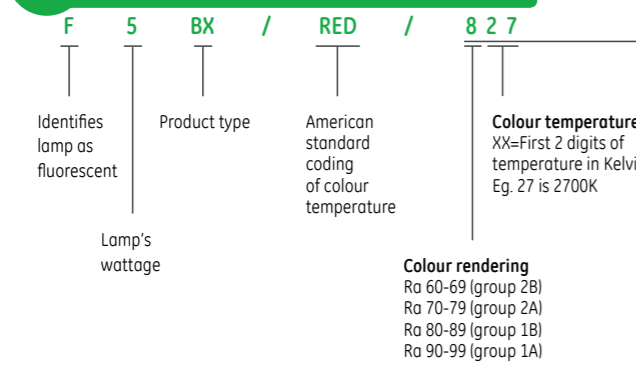 F 5 BX / RED / 8 2 7
Identifies
lamp as
fluorescent
Lamp's
wattage
Product type
American
standard
coding
of colour
temperature
Colour temperature
XX=First 2 digits of
temperature in Kelvi
Eg. 27 is 2700K
Colour rendering
Ra 60-69 (group 2B)
Ra 70-79 (group 2A)
Ra 80-89 (group 1B)
Ra 90-99 (group 1A)